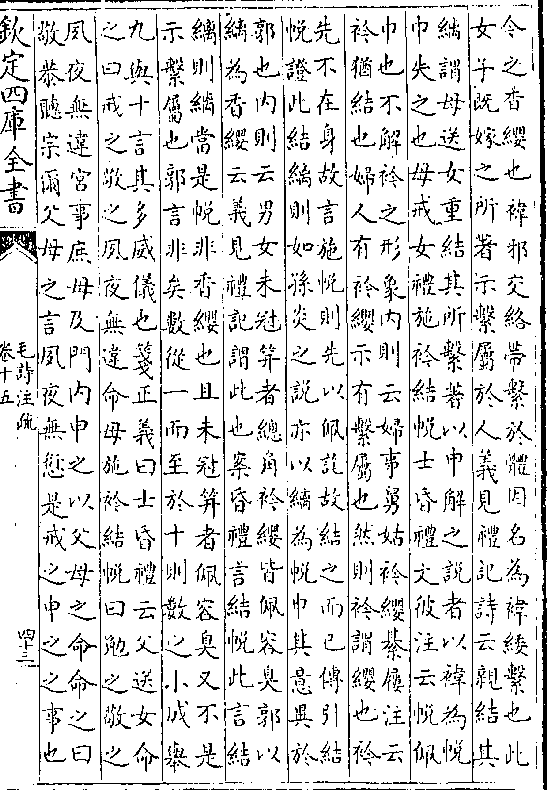 令之香纓也褘邪交絡帶繫於體因名為褘緌繫也此
女子既嫁之所著示繫屬於人義見禮記詩云親結其
縭謂母送女重結其所繫著以申解之說者以褘為帨
巾失之也母戒女禮施衿結帨士昏禮文彼注云帨佩
巾也不解衿之形象內則云婦事舅姑衿纓綦屨注云
衿猶結也婦人有衿纓示有繫屬也然則衿謂纓也衿
先不在身故言施帨則先以佩訖故結之而已傳引結
帨證此結縭則如孫炎之說亦以縭為帨巾其意異於
郭也內則云男女未冠笄者總角衿纓皆佩容臭郭以
縭為香纓云義見禮記謂此也案昏禮言結帨此言結
縭則縭當是帨非香纓也且未冠笄者佩容臭又不是
示繫屬也郭言非矣數從一而至於十則數之小成舉
九與十言其多威儀也箋正義曰士昏禮云父送女命
之曰戒之敬之夙夜無違命母施衿結帨曰勉之敬之
夙夜無違宮事庶母及門內申之以父母之命命之曰
敬恭聽宗爾父母之言夙夜無愆是戒之申之之事也
欽定四庫全書
毛詩注疏
卷十五
四十三